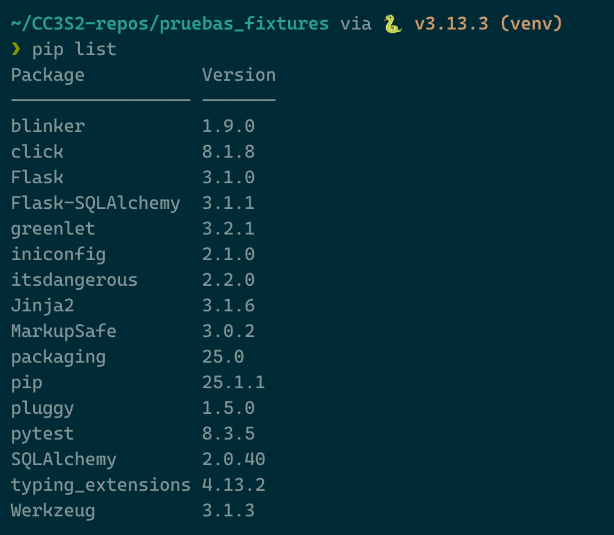 ~/CC3S2-repos/pruebas_fixtures via 🐍 v3.13.3 (venv)
❯ pip list
Package           Version
----------------- -------
blinker           1.9.0
click             8.1.8
Flask             3.1.0
Flask-SQLAlchemy  3.1.1
greenlet          3.2.1
iniconfig         2.1.0
itsdangerous      2.2.0
Jinja2            3.1.6
MarkupSafe        3.0.2
packaging         25.0
pip               25.1.1
pluggy            1.5.0
pytest            8.3.5
SQLAlchemy        2.0.40
typing_extensions 4.13.2
Werkzeug          3.1.3